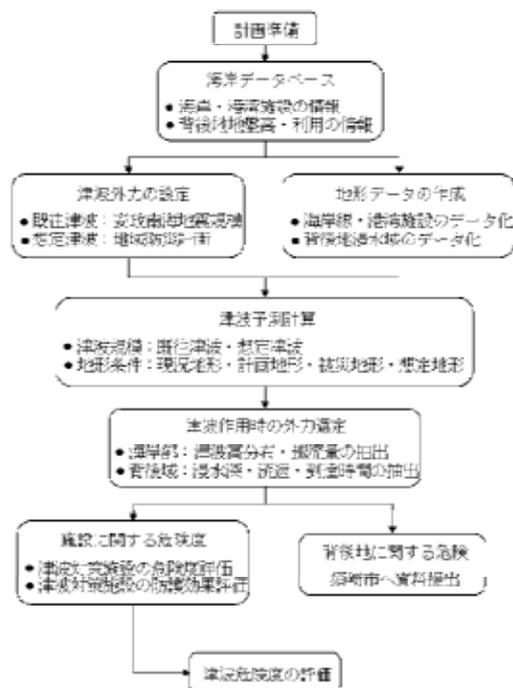 計画準備
海岸データベース
● 海岸・港湾施設の情報
● 背後地地盤高・利用の情報
津波外力の設定
● 既往津波：安政南海地震規模
● 想定津波：地域防災計画
地形データの作成
● 海岸線・港湾施設のデータ化
● 背後地浸水域のデータ化
津波予測計算
● 津波規模：既往津波・想定津波
● 地形条件：現況地形・計画地形・被災地形・想定地形
津波作用時の外力選定
● 海岸部：津波高分布・越流量の抽出
● 背後域：浸水深・流速・到達時間の抽出
施設に関する危険度
● 津波対策施設の危険度評価
● 津波対策施設の防護効果評価
背後地に関する危険
須崎市へ資料提出
津波危険度の評価